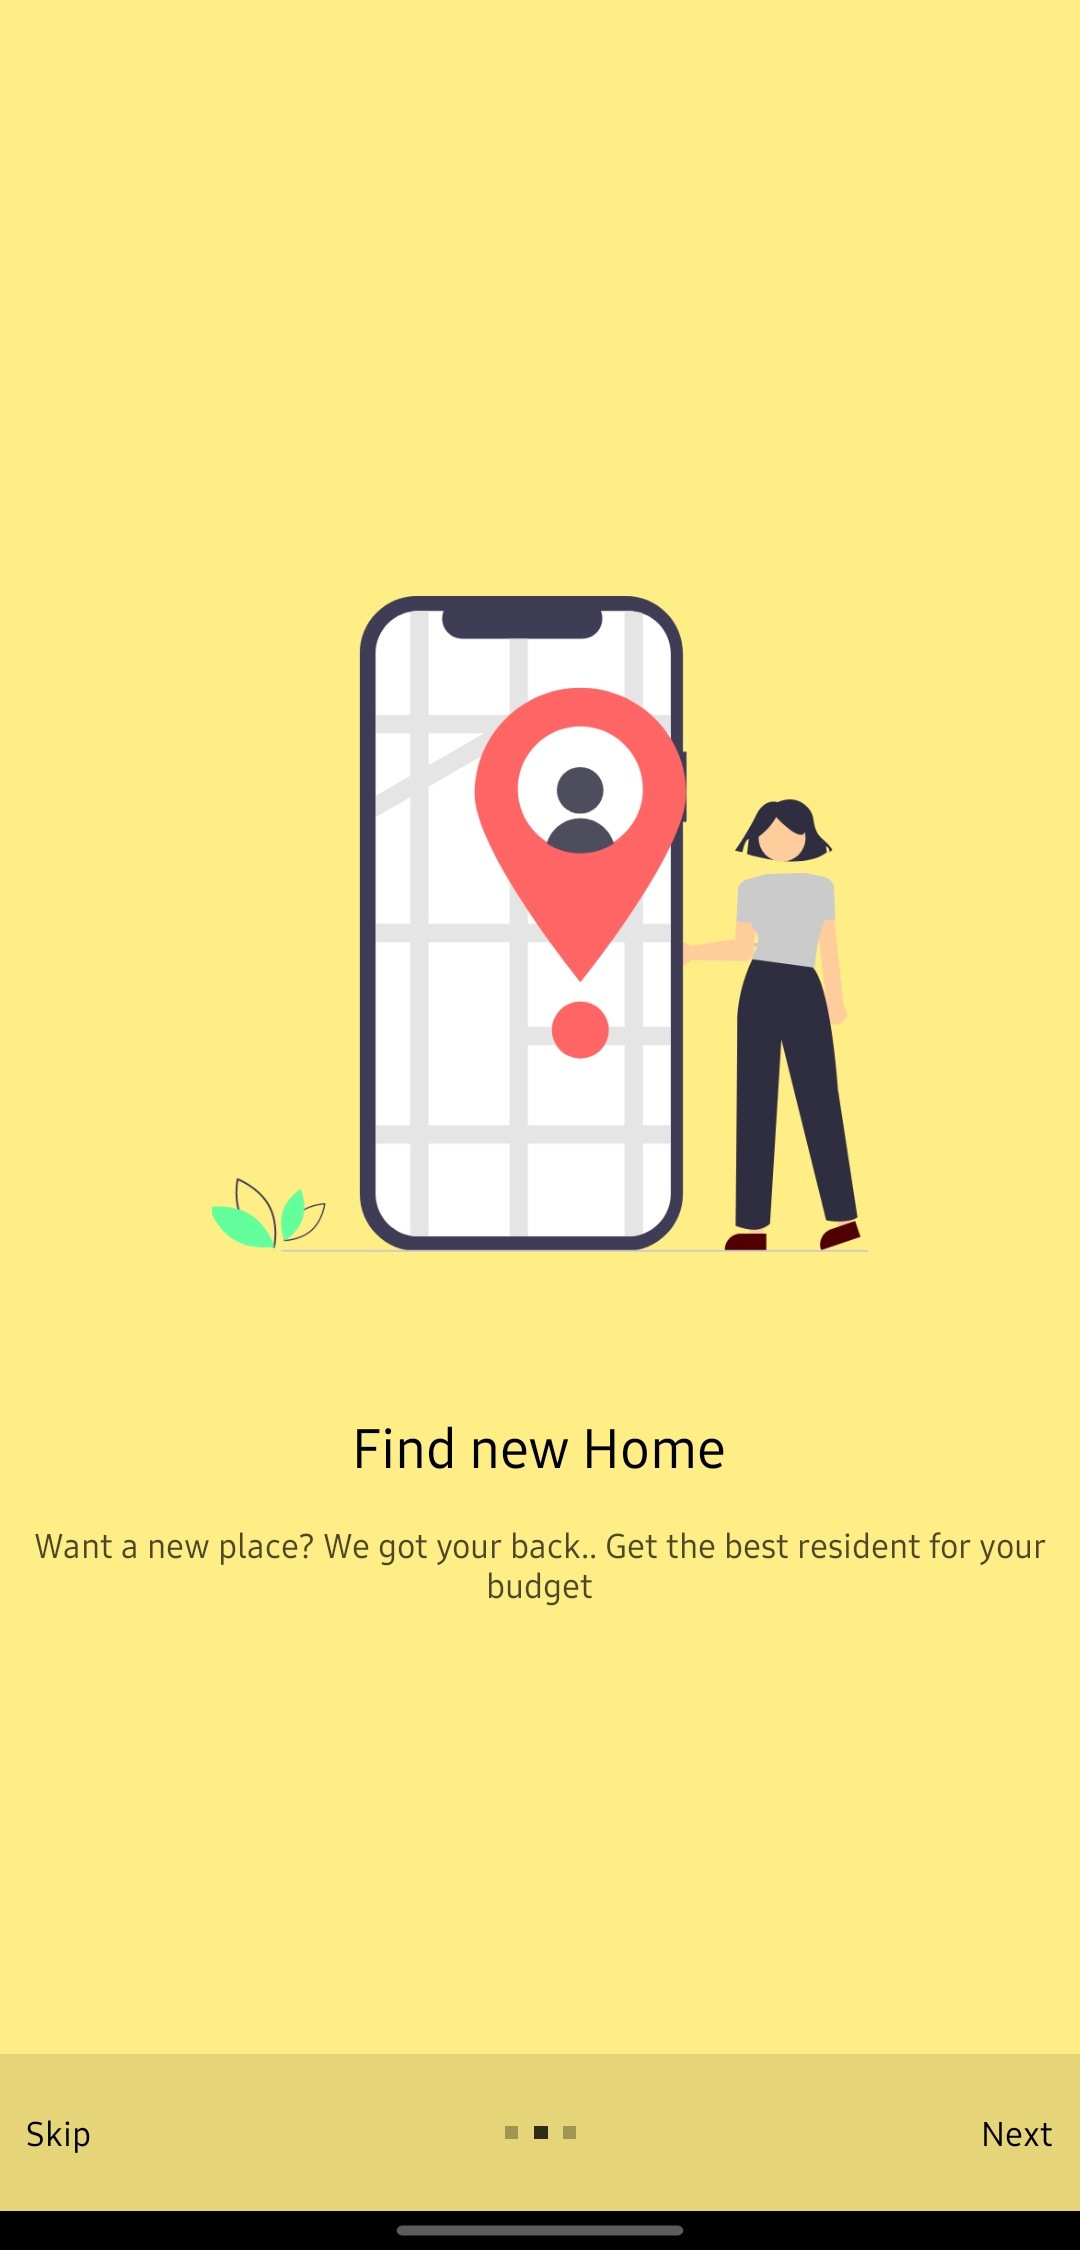 Find new Home
Want a new place? We got your back.. Get the best resident for your
budget
Skip
Next